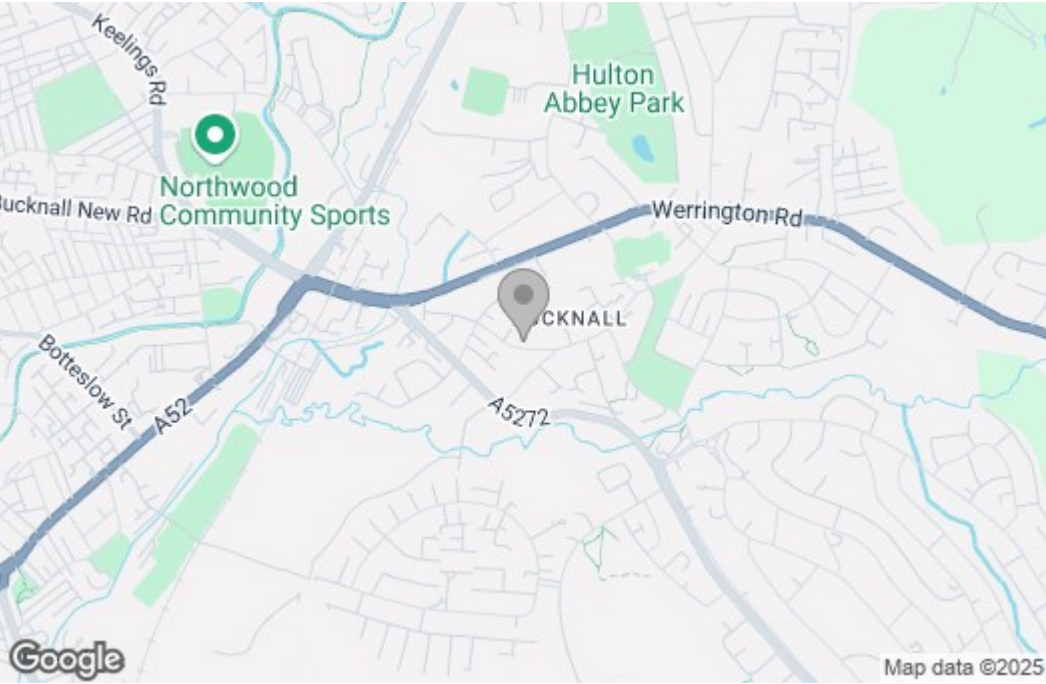 Keelings Rd
Hulton
Abbey Park
Northwood
Community Sports
Bucknall New Rd
Werrington Rd
CKNALL
Botteslow St
A52
A5272
Google
Map data ©2025